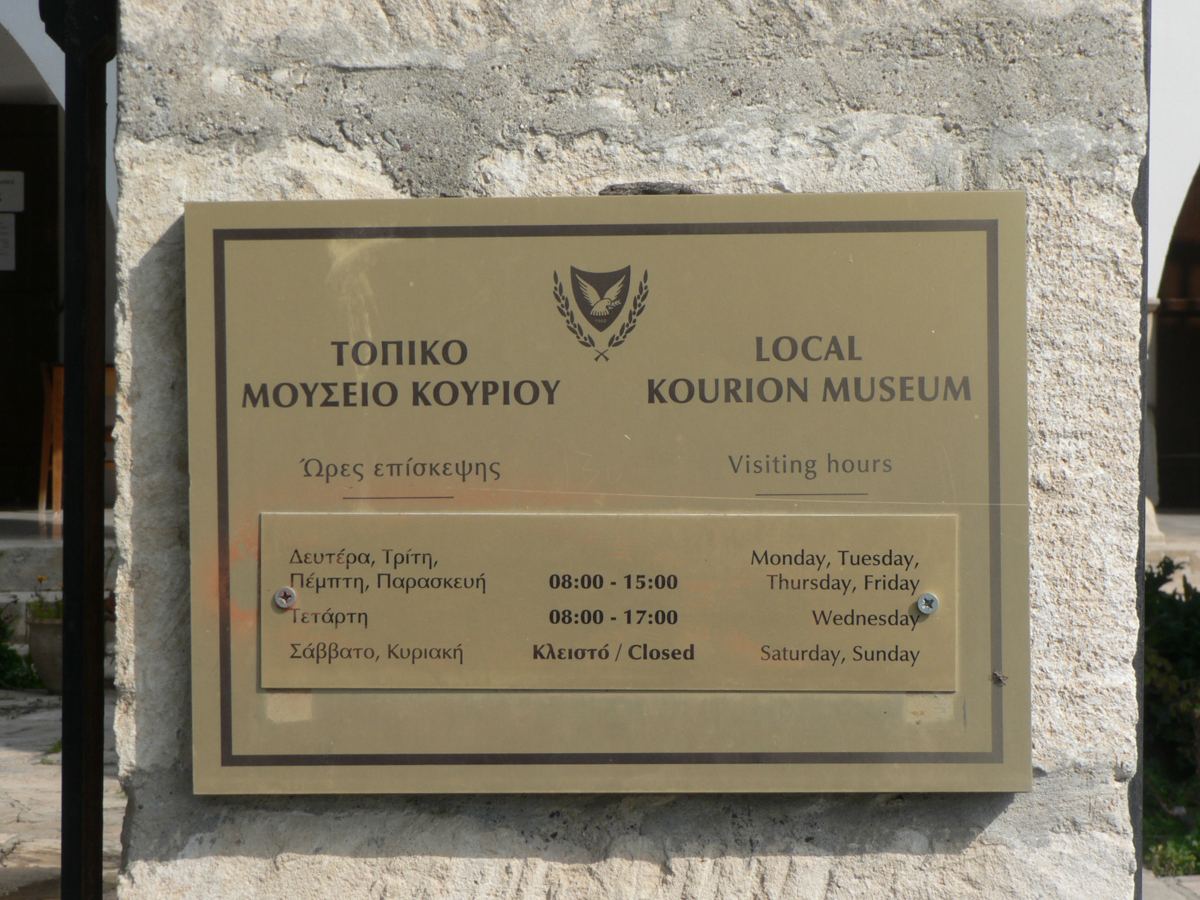 ΤΟΠΙΚΟ
ΜΟΥΣΕΙΟ ΚΟΥΡΙΟΥ
LOCAL
KOURION MUSEUM
Ώρες επίσκεψης
Visiting hours
Δευτέρα, Τρίτη,
Πέμπτη, Παρασκευή
08:00 - 15:00
Monday, Tuesday,
Thursday, Friday
Τετάρτη 08:00 - 17:00 Wednesday
Σάββατο, Κυριακή Κλειστό / Closed Saturday, Sunday